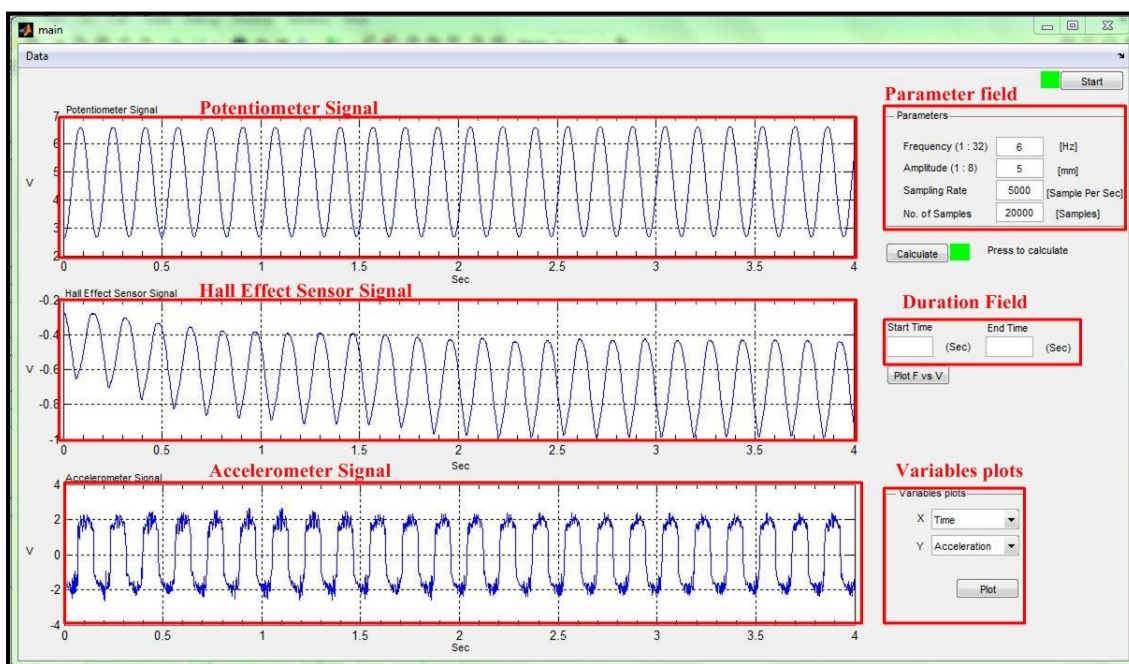 main
Data
Start
Potentiometer Signal
Potentiometer Signal
7
6
5
4
3
2
V
0 0.5 1 1.5 2 2.5 3 3.5 4
Sec
Parameter field
Parameters
Frequency (1 : 32) 6 [Hz]
Amplitude (1 : 8) 5 [mm]
Sampling Rate 5000 [Sample Per Sec]
No. of Samples 20000 [Samples]
Calculate Press to calculate
Hall Effect Sensor Signal
Hall Effect Sensor Signal
-0.2
-0.4
-0.6
-0.8
-1
V
0 0.5 1 1.5 2 2.5 3 3.5 4
Sec
Duration Field
Start Time End Time
(Sec) (Sec)
Plot F vs V
Accelerometer Signal
Accelerometer Signal
4
2
0
-2
-4
V
0 0.5 1 1.5 2 2.5 3 3.5 4
Sec
Variables plots
Variables plots
X Time
Y Acceleration
Plot